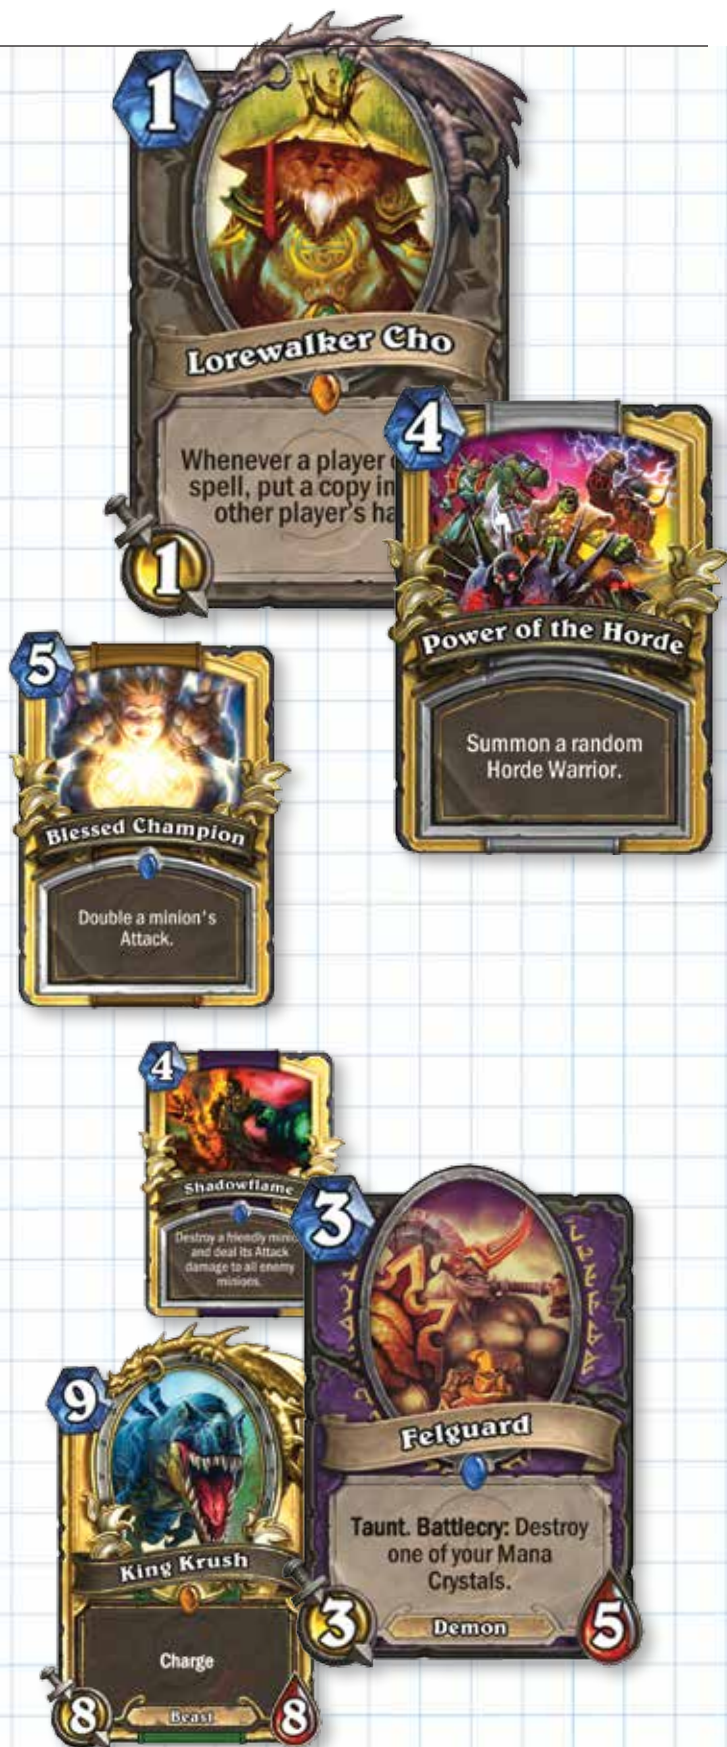 1
Lorewalker Cho
Whenever a player
spell, put a copy in
other player's
1
4
Power of the Horde
Summon a random
Horde Warrior.
5
Blessed Champion
Double a minion's
Attack.
4
Shadowflame
Destroy a friendly
and deal its Attack
damage to all enemy
minions.
3
Felguard
Taunt. Battlecry: Destroy
one of your Mana
Crystals.
3
Demon
5
9
King Krush
Charge
8
Beast
8